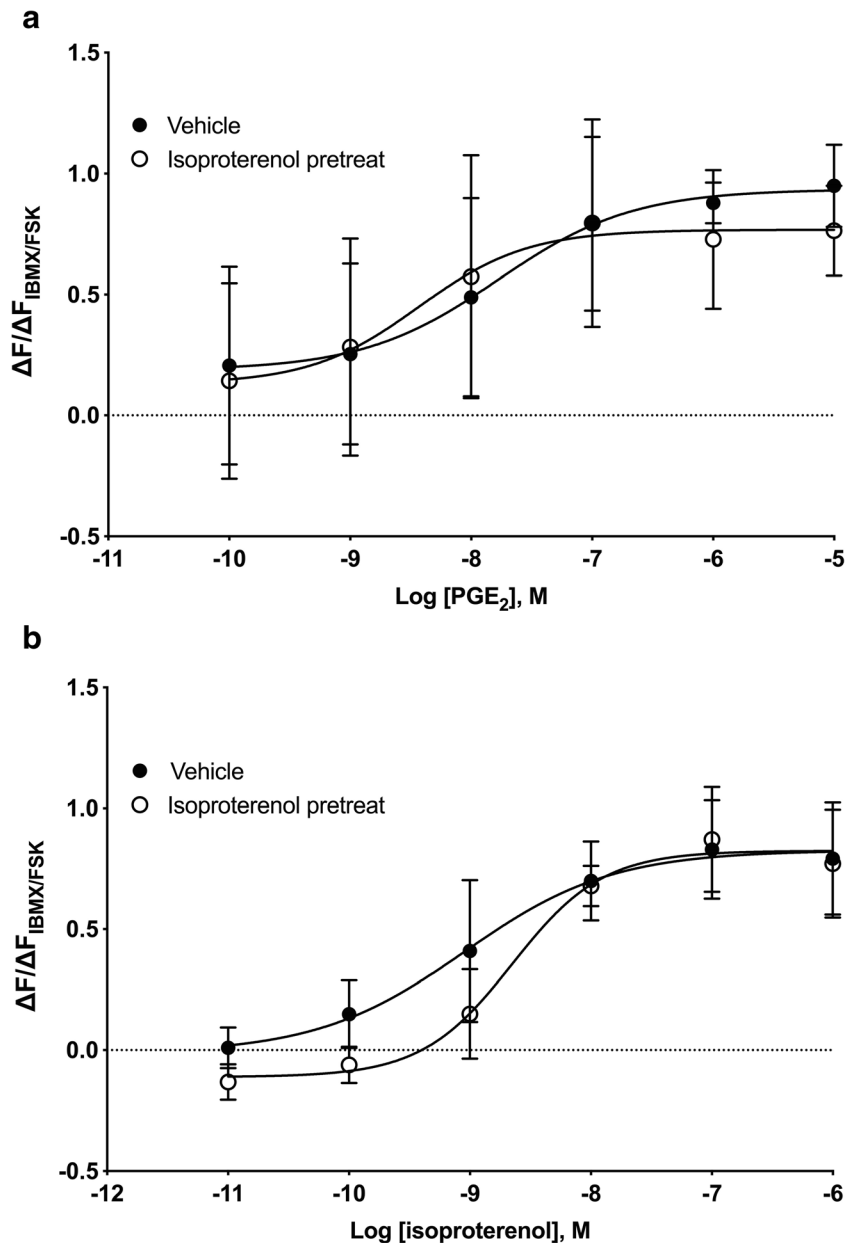 a
1.5
1.0
0.5
0.0
-0.5
ΔF/ΔF_IBMX/FSK
Vehicle
Isoproterenol pretreat
-11 -10 -9 -8 -7 -6 -5
Log [PGE₂], M
b
1.5
1.0
0.5
0.0
-0.5
ΔF/ΔF_IBMX/FSK
Vehicle
Isoproterenol pretreat
-12 -11 -10 -9 -8 -7 -6
Log [isoproterenol], M